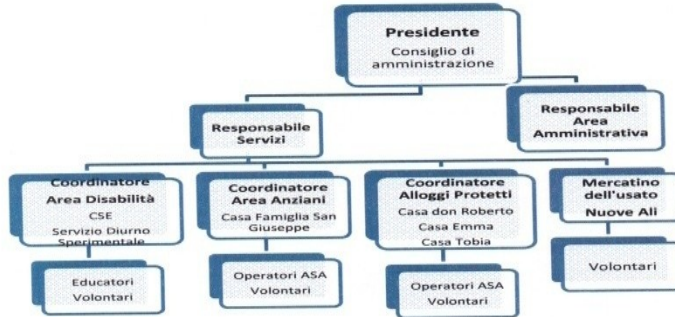 Presidente
Consiglio di
amministrazione
Responsabile
Servizi
Responsabile
Area
Amministrativa
Coordinatore
Area Disabilità
CSE
Servizio Diurno
Sperimentale
Coordinatore
Area Anziani
Casa Famiglia San
Giuseppe
Coordinatore
Alloggi Protetti
Casa don Roberto
Casa Emma
Casa Tobia
Mercatino
dell'usato
Nuove Ali
Educatori
Volontari
Operatori ASA
Volontari
Operatori ASA
Volontari
Volontari